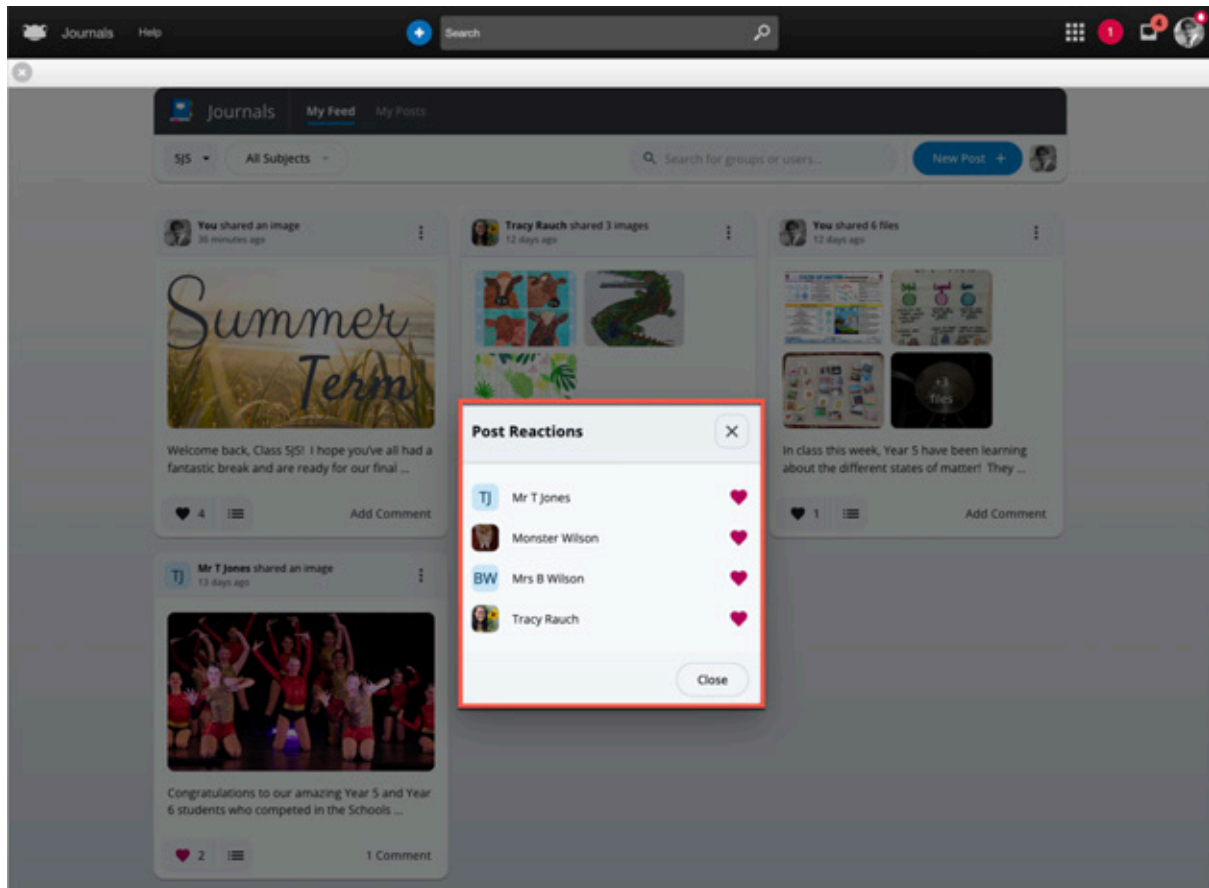 Journals Help Search 1 4
Journals My Feed My Posts
5JS All Subjects Search for groups or users... New Post +
You shared an image
36 minutes ago
Summer
Term
Welcome back, Class 5JS! I hope you've all had a
fantastic break and are ready for our final ...
4 Add Comment
Tracy Rauch shared 3 images
12 days ago
You shared 6 files
12 days ago
STATES OF MATTER
+3
files
In class this week, Year 5 have been learning
about the different states of matter! They ...
1 Add Comment
Mr T Jones shared an image
TJ
13 days ago
Congratulations to our amazing Year 5 and Year
6 students who competed in the Schools ...
2 1 Comment
Post Reactions
TJ Mr T Jones
Monster Wilson
BW Mrs B Wilson
Tracy Rauch
Close